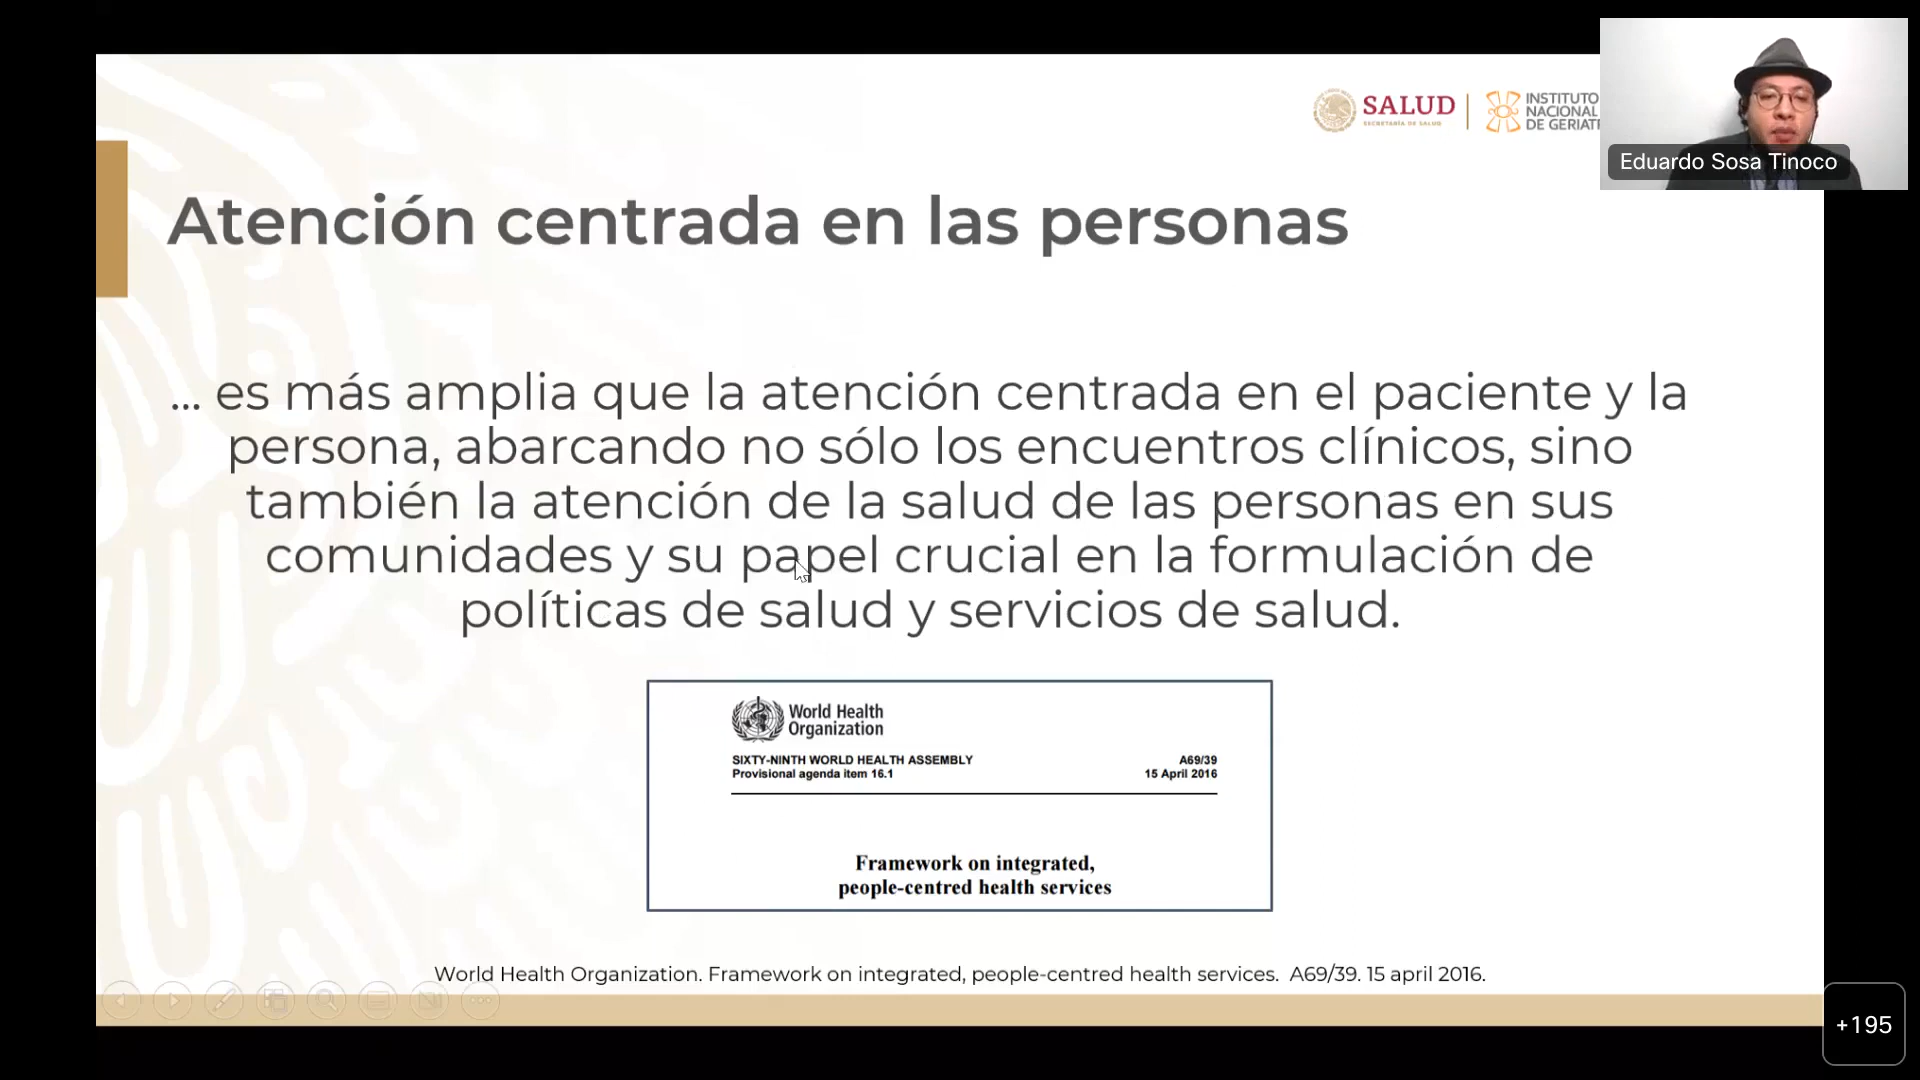 SALUD
SECRETARÍA DE SALUD
INSTITUTO
NACIONAL
DE GERIATR
Eduardo Sosa Tinoco
Atención centrada en las personas
... es más amplia que la atención centrada en el paciente y la
persona, abarcando no sólo los encuentros clínicos, sino
también la atención de la salud de las personas en sus
comunidades y su papel crucial en la formulación de
políticas de salud y servicios de salud.
World Health
Organization
SIXTY-NINTH WORLD HEALTH ASSEMBLY A69/39
Provisional agenda item 16.1 15 April 2016
Framework on integrated,
people-centred health services
World Health Organization. Framework on integrated, people-centred health services. A69/39. 15 april 2016.
+195